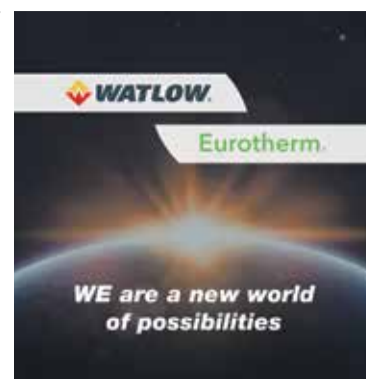 WATLOW.
Eurotherm.
WE are a new world
of possibilities